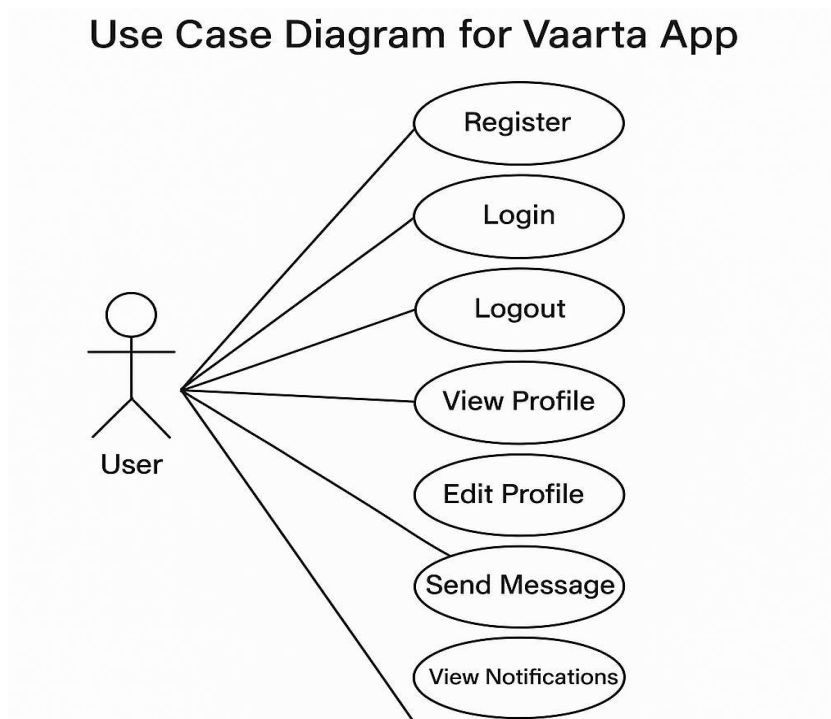 Use Case Diagram for Vaarta App
Register
Login
Logout
View Profile
Edit Profile
User
Send Message
View Notifications